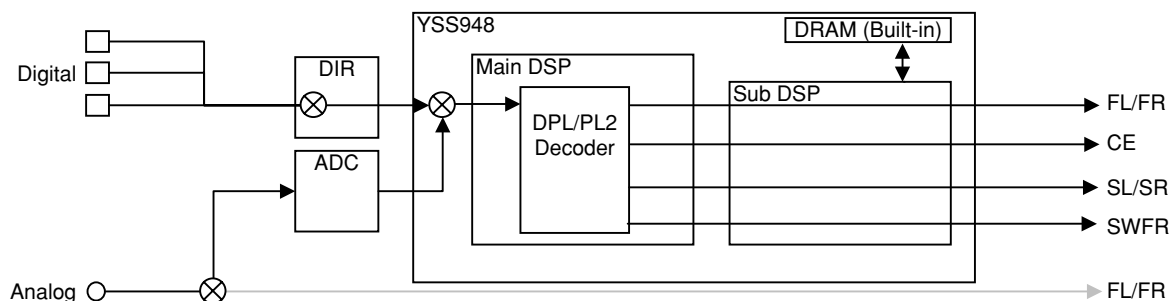 YSS948
DRAM (Built-in)
Digital
DIR
Main DSP
Sub DSP
FL/FR
DPL/PL2
Decoder
CE
ADC
SL/SR
SWFR
Analog
FL/FR